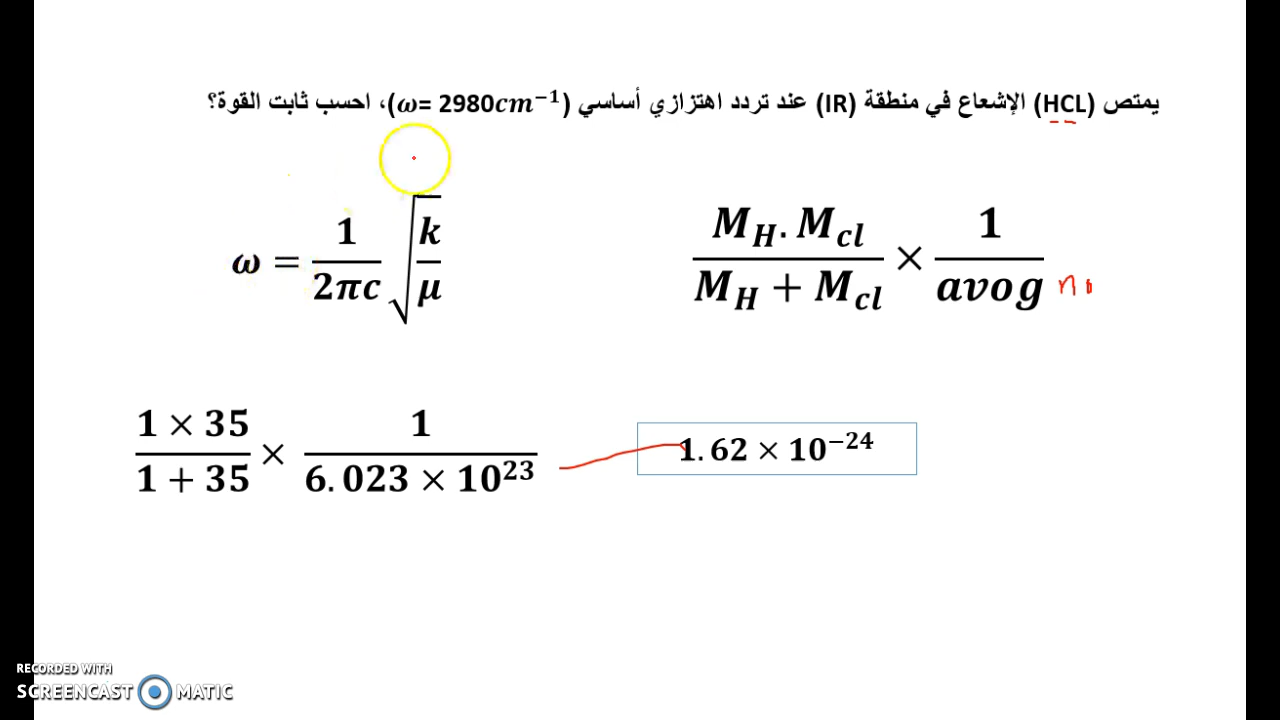 يمتص (HCL) الإشعاع في منطقة (IR) عند تردد اهتزازي أساسي (ω= 2980cm⁻¹)، احسب ثابت القوة؟
ω = 1/2πc √k/μ
M_H. M_cl / M_H + M_cl × 1/avog no
1 × 35 / 1 + 35 × 1 / 6.023 × 10²³
1.62 × 10⁻²⁴
RECORDED WITH
SCREENCAST MATIC